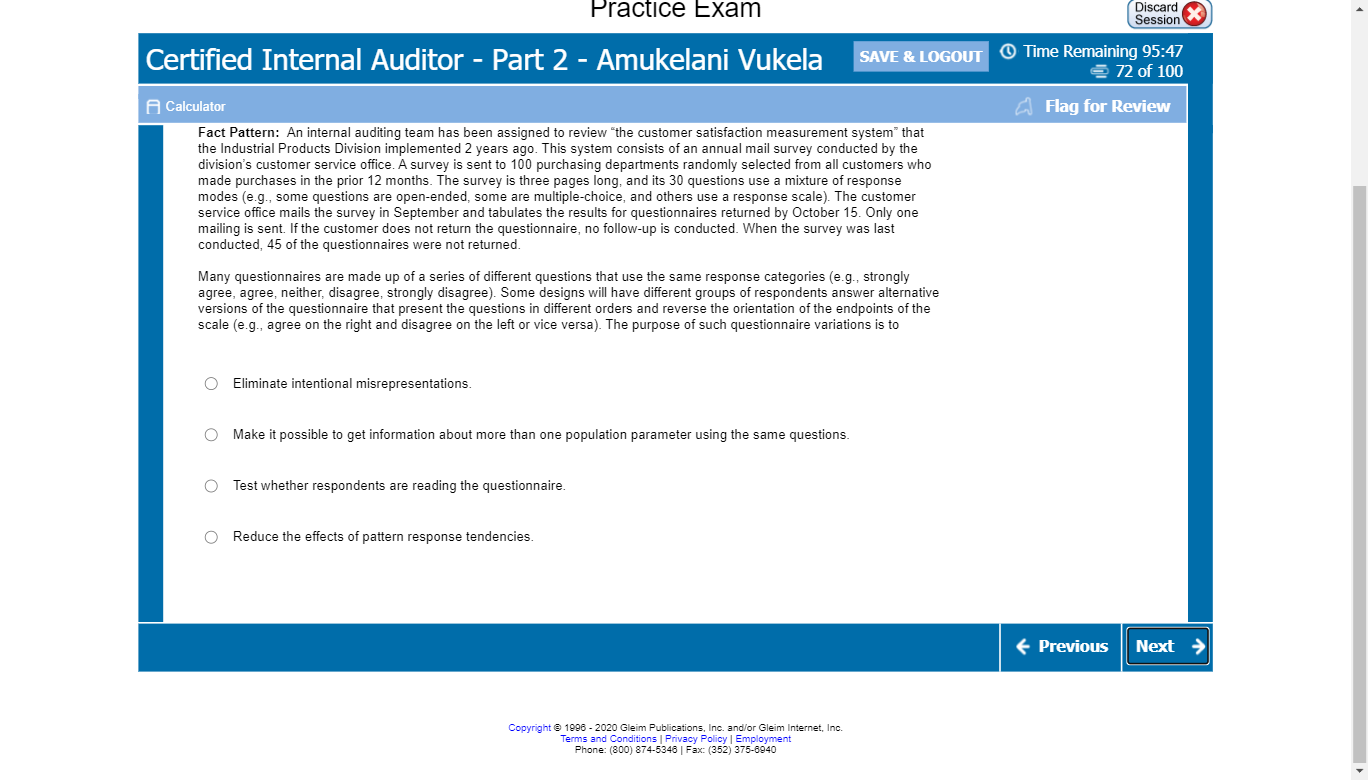 Practice Exam
Discard
Session
Certified Internal Auditor - Part 2 - Amukelani Vukela
SAVE & LOGOUT
Time Remaining 95:47
72 of 100
Calculator
Flag for Review
Fact Pattern: An internal auditing team has been assigned to review “the customer satisfaction measurement system” that
the Industrial Products Division implemented 2 years ago. This system consists of an annual mail survey conducted by the
division’s customer service office. A survey is sent to 100 purchasing departments randomly selected from all customers who
made purchases in the prior 12 months. The survey is three pages long, and its 30 questions use a mixture of response
modes (e.g., some questions are open-ended, some are multiple-choice, and others use a response scale). The customer
service office mails the survey in September and tabulates the results for questionnaires returned by October 15. Only one
mailing is sent. If the customer does not return the questionnaire, no follow-up is conducted. When the survey was last
conducted, 45 of the questionnaires were not returned.
Many questionnaires are made up of a series of different questions that use the same response categories (e.g., strongly
agree, agree, neither, disagree, strongly disagree). Some designs will have different groups of respondents answer alternative
versions of the questionnaire that present the questions in different orders and reverse the orientation of the endpoints of the
scale (e.g., agree on the right and disagree on the left or vice versa). The purpose of such questionnaire variations is to
Eliminate intentional misrepresentations.
Make it possible to get information about more than one population parameter using the same questions.
Test whether respondents are reading the questionnaire.
Reduce the effects of pattern response tendencies.
Previous
Next
Copyright © 1996 - 2020 Gleim Publications, Inc. and/or Gleim Internet, Inc.
Terms and Conditions | Privacy Policy | Employment
Phone: (800) 874-5346 | Fax: (352) 375-6940